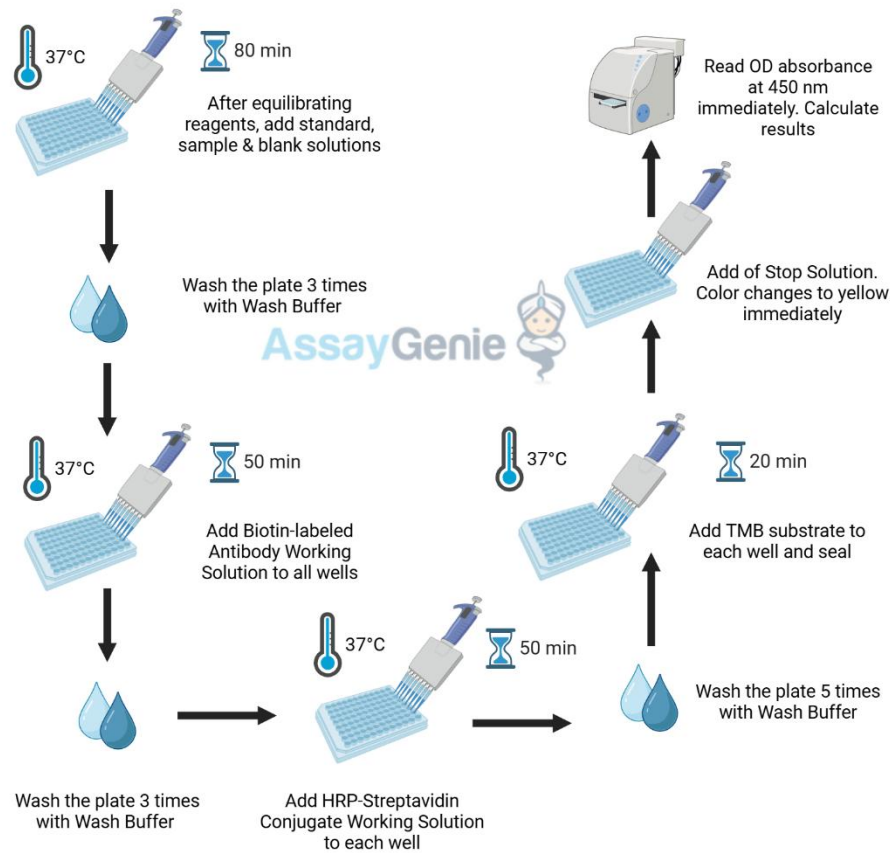 37°C
80 min
After equilibrating
reagents, add standard,
sample & blank solutions
Wash the plate 3 times
with Wash Buffer
37°C
50 min
Add Biotin-labeled
Antibody Working
Solution to all wells
Wash the plate 3 times
with Wash Buffer
37°C
50 min
Add HRP-Streptavidin
Conjugate Working Solution
to each well
Wash the plate 5 times
with Wash Buffer
37°C
20 min
Add TMB substrate to
each well and seal
Add of Stop Solution.
Color changes to yellow
immediately
Read OD absorbance
at 450 nm
immediately. Calculate
results
AssayGenie